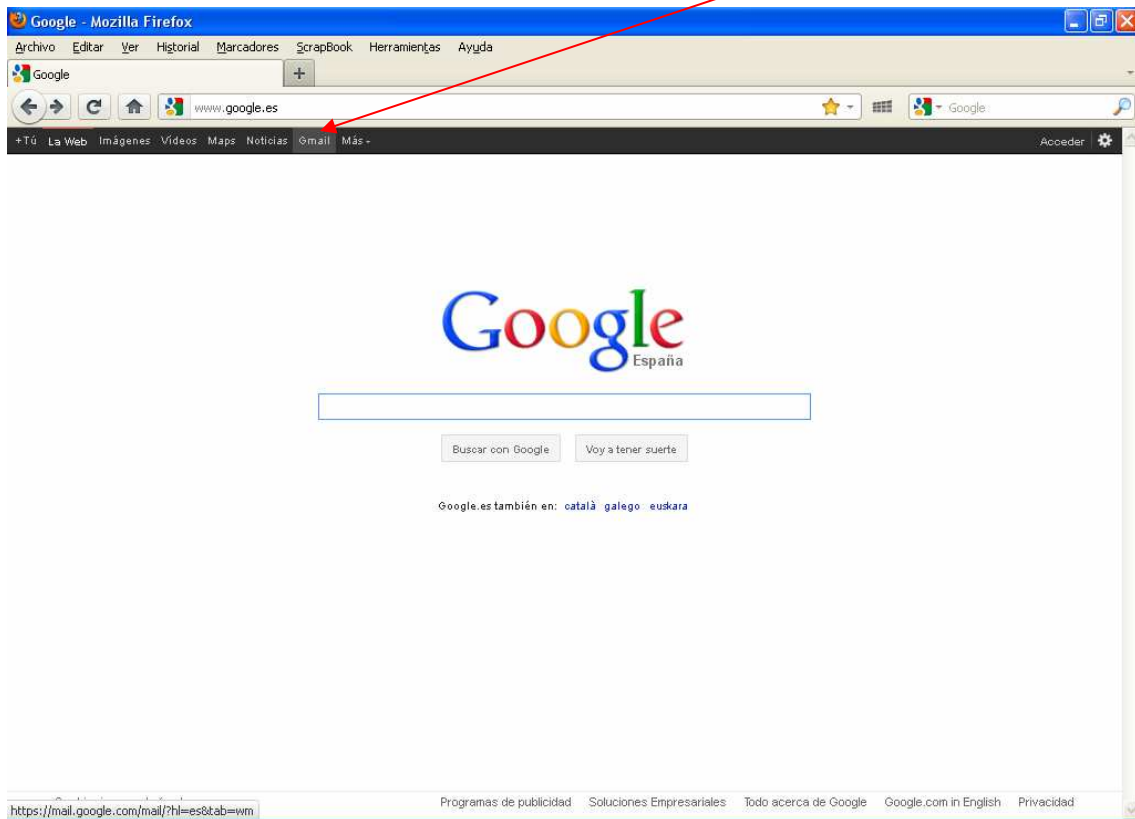 Google - Mozilla Firefox
Archivo Editar Ver Historial Marcadores ScrapBook Herramientas Ayuda
Google
www.google.es Google
+Tú La Web Imágenes Vídeos Maps Noticias Gmail Más Acceder
Google
España
Buscar con Google Voy a tener suerte
Google.es también en: català galego euskara
https://mail.google.com/mail/?hl=es&tab=wm Programas de publicidad Soluciones Empresariales Todo acerca de Google Google.com in English Privacidad